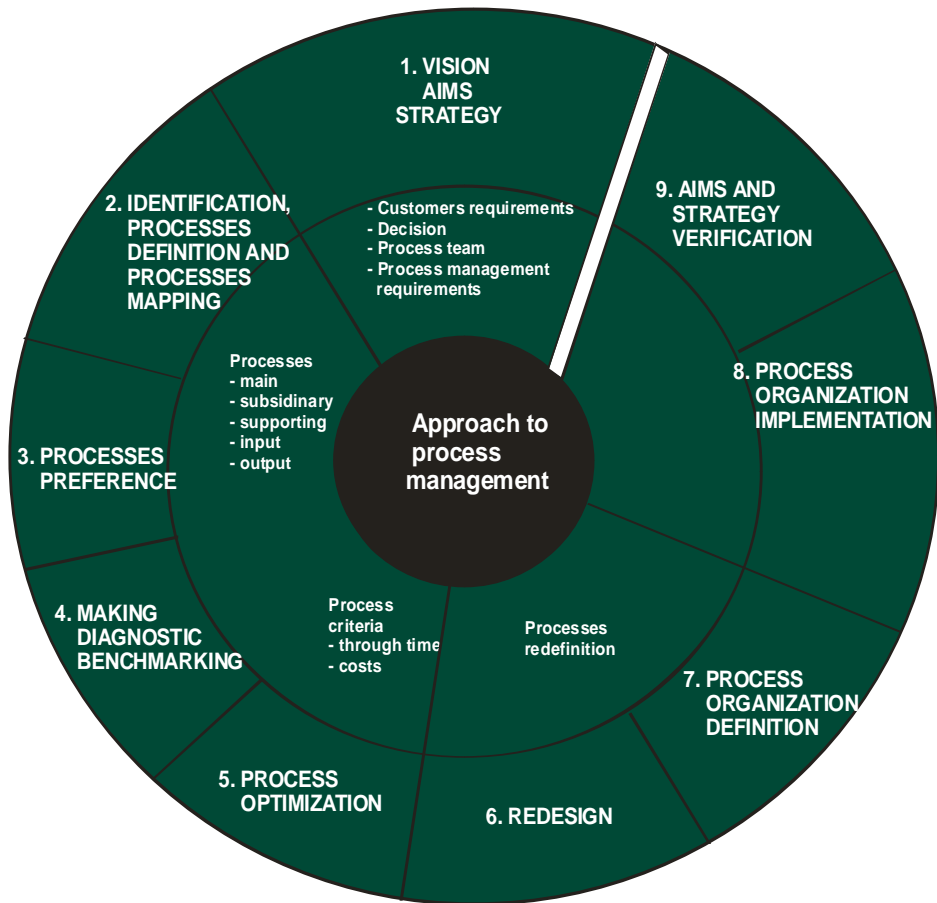 1. VISION
AIMS
STRATEGY
- Customers requirements
- Decision
- Process team
- Process management
requirements
2. IDENTIFICATION,
PROCESSES
DEFINITION AND
PROCESSES
MAPPING
Processes
- main
- subsidinary
- supporting
- input
- output
3. PROCESSES
PREFERENCE
4. MAKING
DIAGNOSTIC
BENCHMARKING
Process
criteria
- through time
- costs
5. PROCESS
OPTIMIZATION
6. REDESIGN
Processes
redefinition
7. PROCESS
ORGANIZATION
DEFINITION
8. PROCESS
ORGANIZATION
IMPLEMENTATION
9. AIMS AND
STRATEGY
VERIFICATION
Approach to
process
management